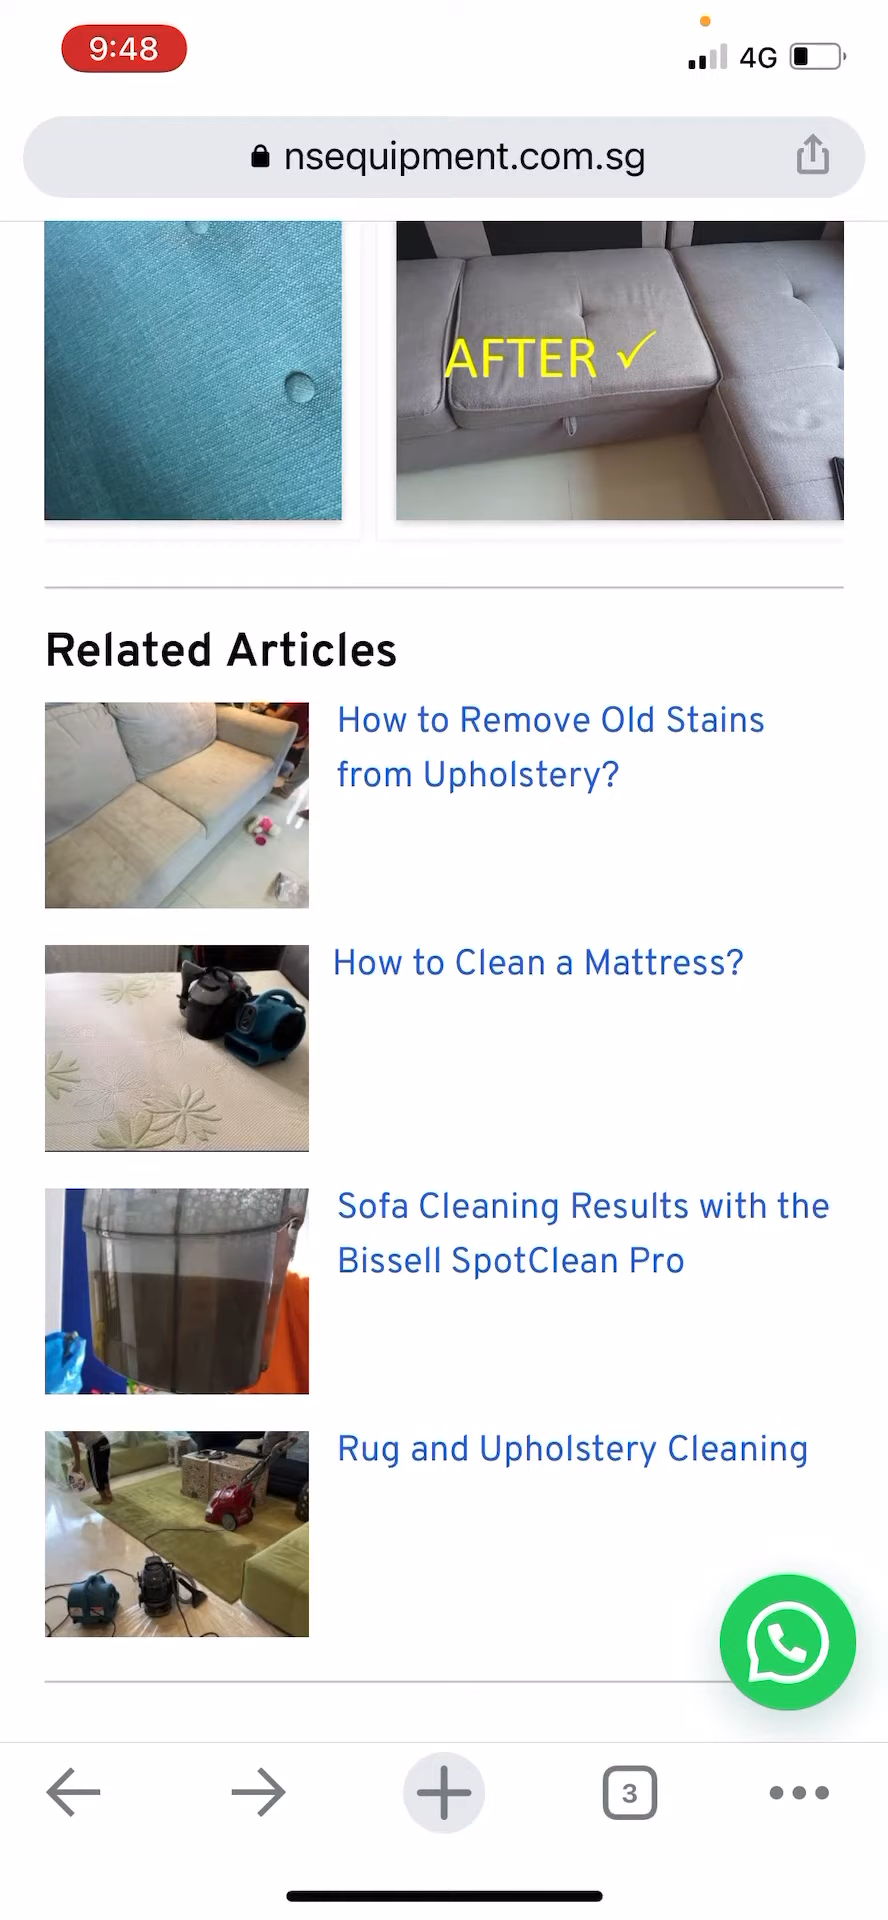 9:48
4G
nsequipment.com.sg
AFTER ✓
Related Articles
How to Remove Old Stains
from Upholstery?
How to Clean a Mattress?
Sofa Cleaning Results with the
Bissell SpotClean Pro
Rug and Upholstery Cleaning
3